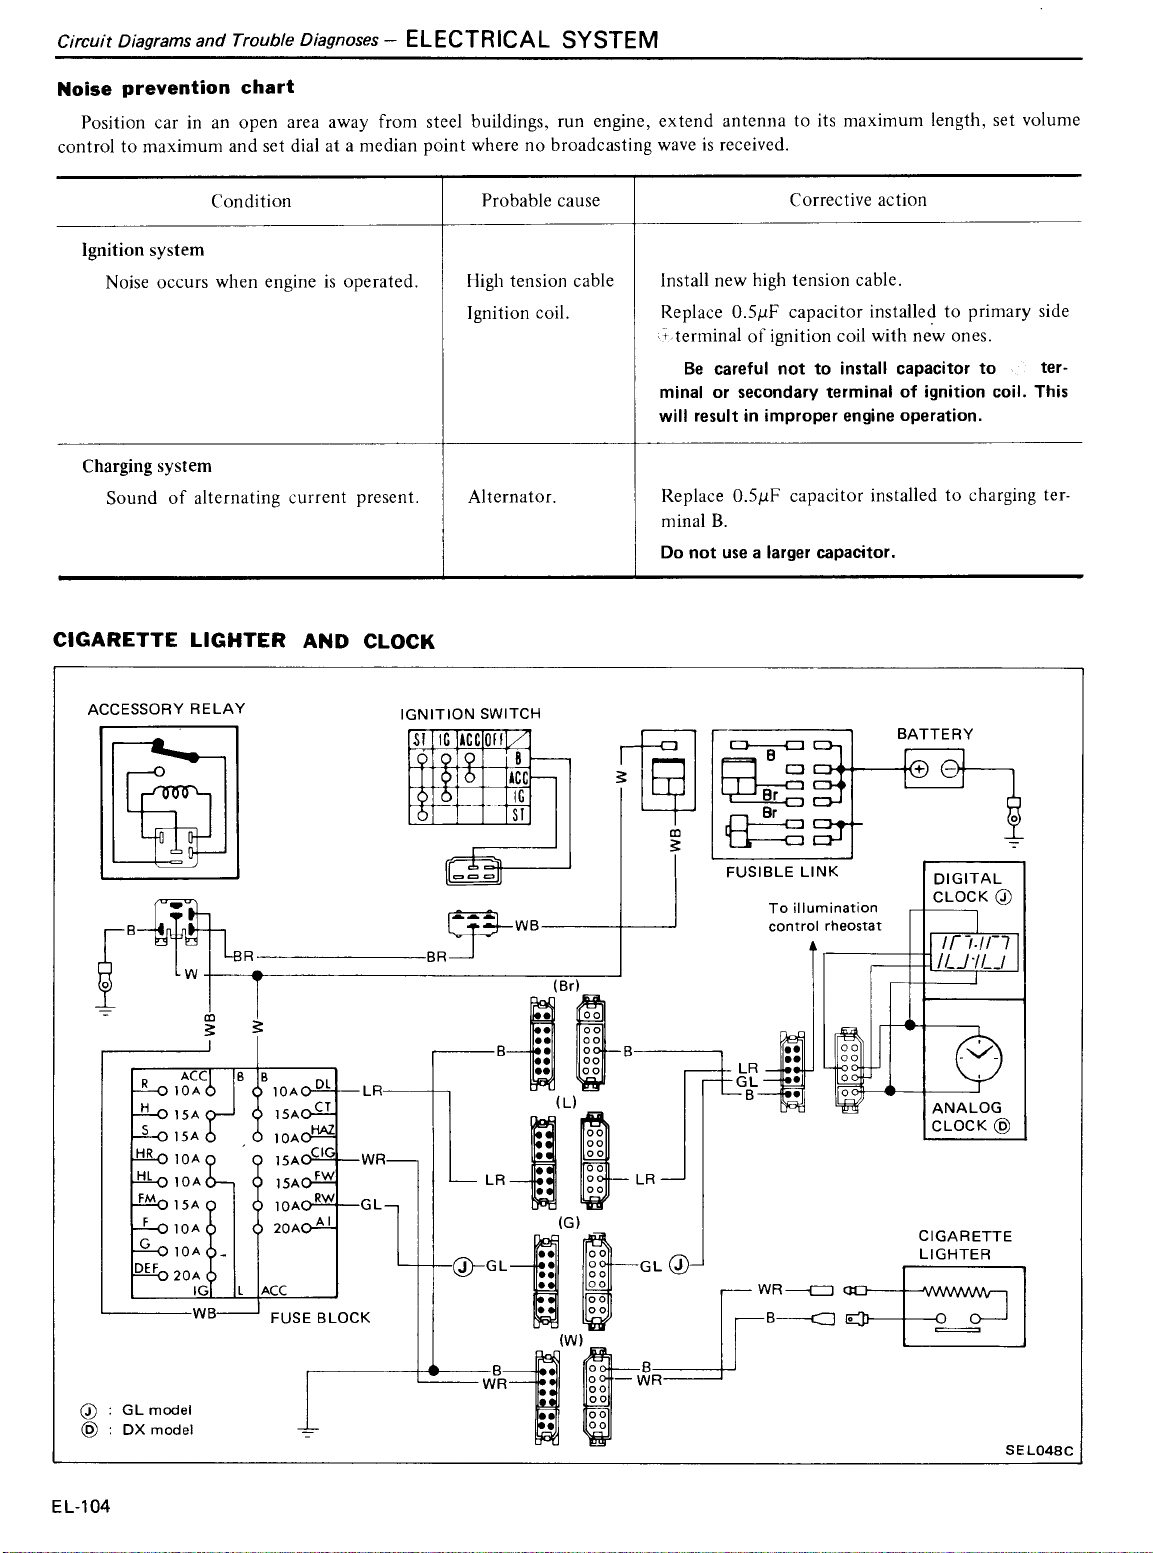 Circuit Diagrams and Trouble Diagnoses – ELECTRICAL SYSTEM
Noise prevention chart
Position car in an open area away from steel buildings, run engine, extend antenna to its maximum length, set volume
control to maximum and set dial at a median point where no broadcasting wave is received.
Condition
Probable cause
Corrective action
Ignition system
Noise occurs when engine is operated.
High tension cable
Install new high tension cable.
Ignition coil.
Replace 0.5μF capacitor installed to primary side
+ terminal of ignition coil with new ones.
Be careful not to install capacitor to ter-
minal or secondary terminal of ignition coil. This
will result in improper engine operation.
Charging system
Sound of alternating current present.
Alternator.
Replace 0.5μF capacitor installed to charging ter-
minal B.
Do not use a larger capacitor.
CIGARETTE LIGHTER AND CLOCK
ACCESSORY RELAY
IGNITION SWITCH
ST IG ACC OFF
B
ACC
IG
ST
W
WB
B
Br
Br
FUSIBLE LINK
BATTERY
+ −
DIGITAL
CLOCK J
To illumination
control rheostat
B
BR
BR
WB
W
WB
W
(Br)
B
B
LR
GL
B
ANALOG
CLOCK D
ACC
B
B
R 10A
10A DL
LR
H 15A
15A CT
S 15A
10A HAZ
HR 10A
15A CIG
WR
HL 10A
15A FW
FM 15A
10A RW
GL
F 10A
20A AI
G 10A
DEF 20A
IG
L
ACC
WB
FUSE BLOCK
(L)
LR
LR
(G)
J GL
GL J
(W)
B
WR
B
WR
CIGARETTE
LIGHTER
WR
B
J : GL model
D : DX model
SEL048C
EL-104